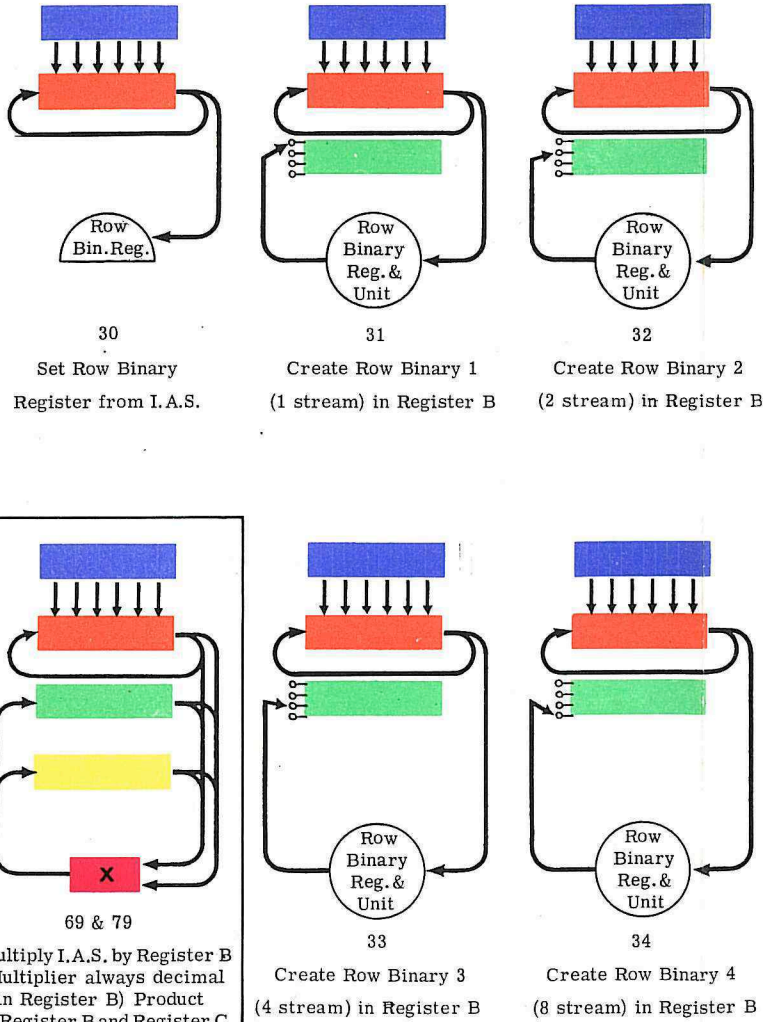 Row
Bin.Reg.
30
Set Row Binary
Register from I.A.S.
Row
Binary
Reg.&
Unit
31
Create Row Binary 1
(1 stream) in Register B
Row
Binary
Reg.&
Unit
32
Create Row Binary 2
(2 stream) in Register B
X
69 & 79
ultiply I.A.S. by Register B
ultiplier always decimal
n Register B) Product
Register B and Register C
Row
Binary
Reg.&
Unit
33
Create Row Binary 3
(4 stream) in Register B
Row
Binary
Reg.&
Unit
34
Create Row Binary 4
(8 stream) in Register B